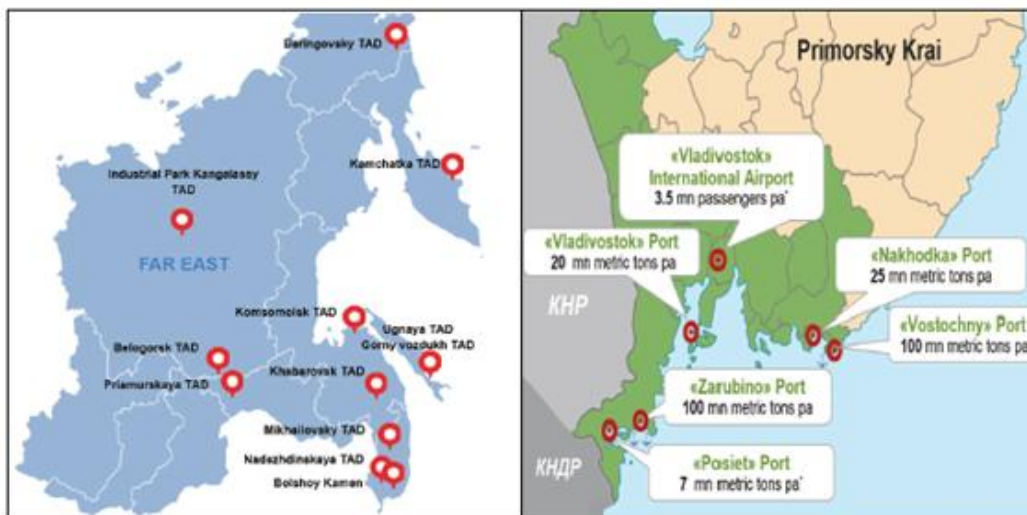 Beringovsky TAD
Kamchatka TAD
Industrial Park Kangalassy
TAD
FAR EAST
Komsomolsk TAD
Ugnaya TAD
Gorny vozdukh TAD
Belogorsk TAD
Khabarovsk TAD
Priamurskaya TAD
Mikhailovsky TAD
Nadezhdinskaya TAD
Bolshoy Kamen
Primorsky Krai
«Vladivostok»
International Airport
3.5 mn passengers pa*
«Vladivostok» Port
20 mn metric tons pa
«Nakhodka» Port
25 mn metric tons pa
КНР
«Vostochny» Port
100 mn metric tons pa
«Zarubino» Port
100 mn metric tons pa
КНДР
«Posiet» Port
7 mn metric tons pa*